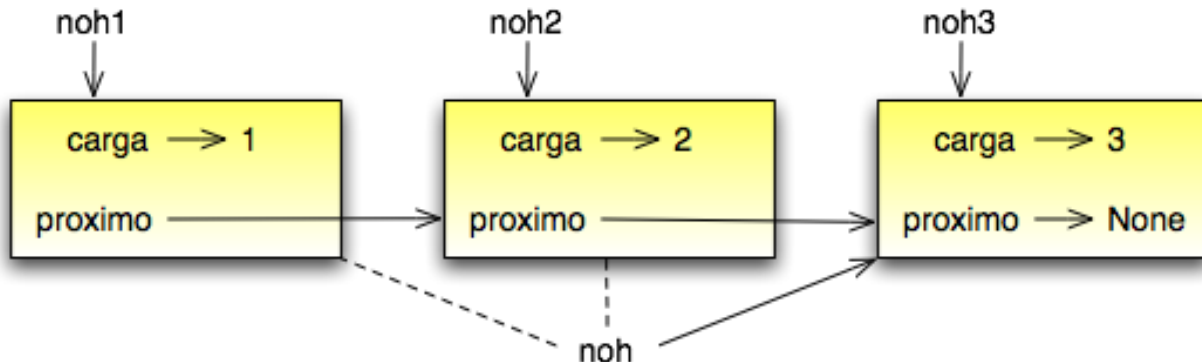 noh1 noh2 noh3
carga 1 carga 2 carga 3
proximo proximo proximo None
noh